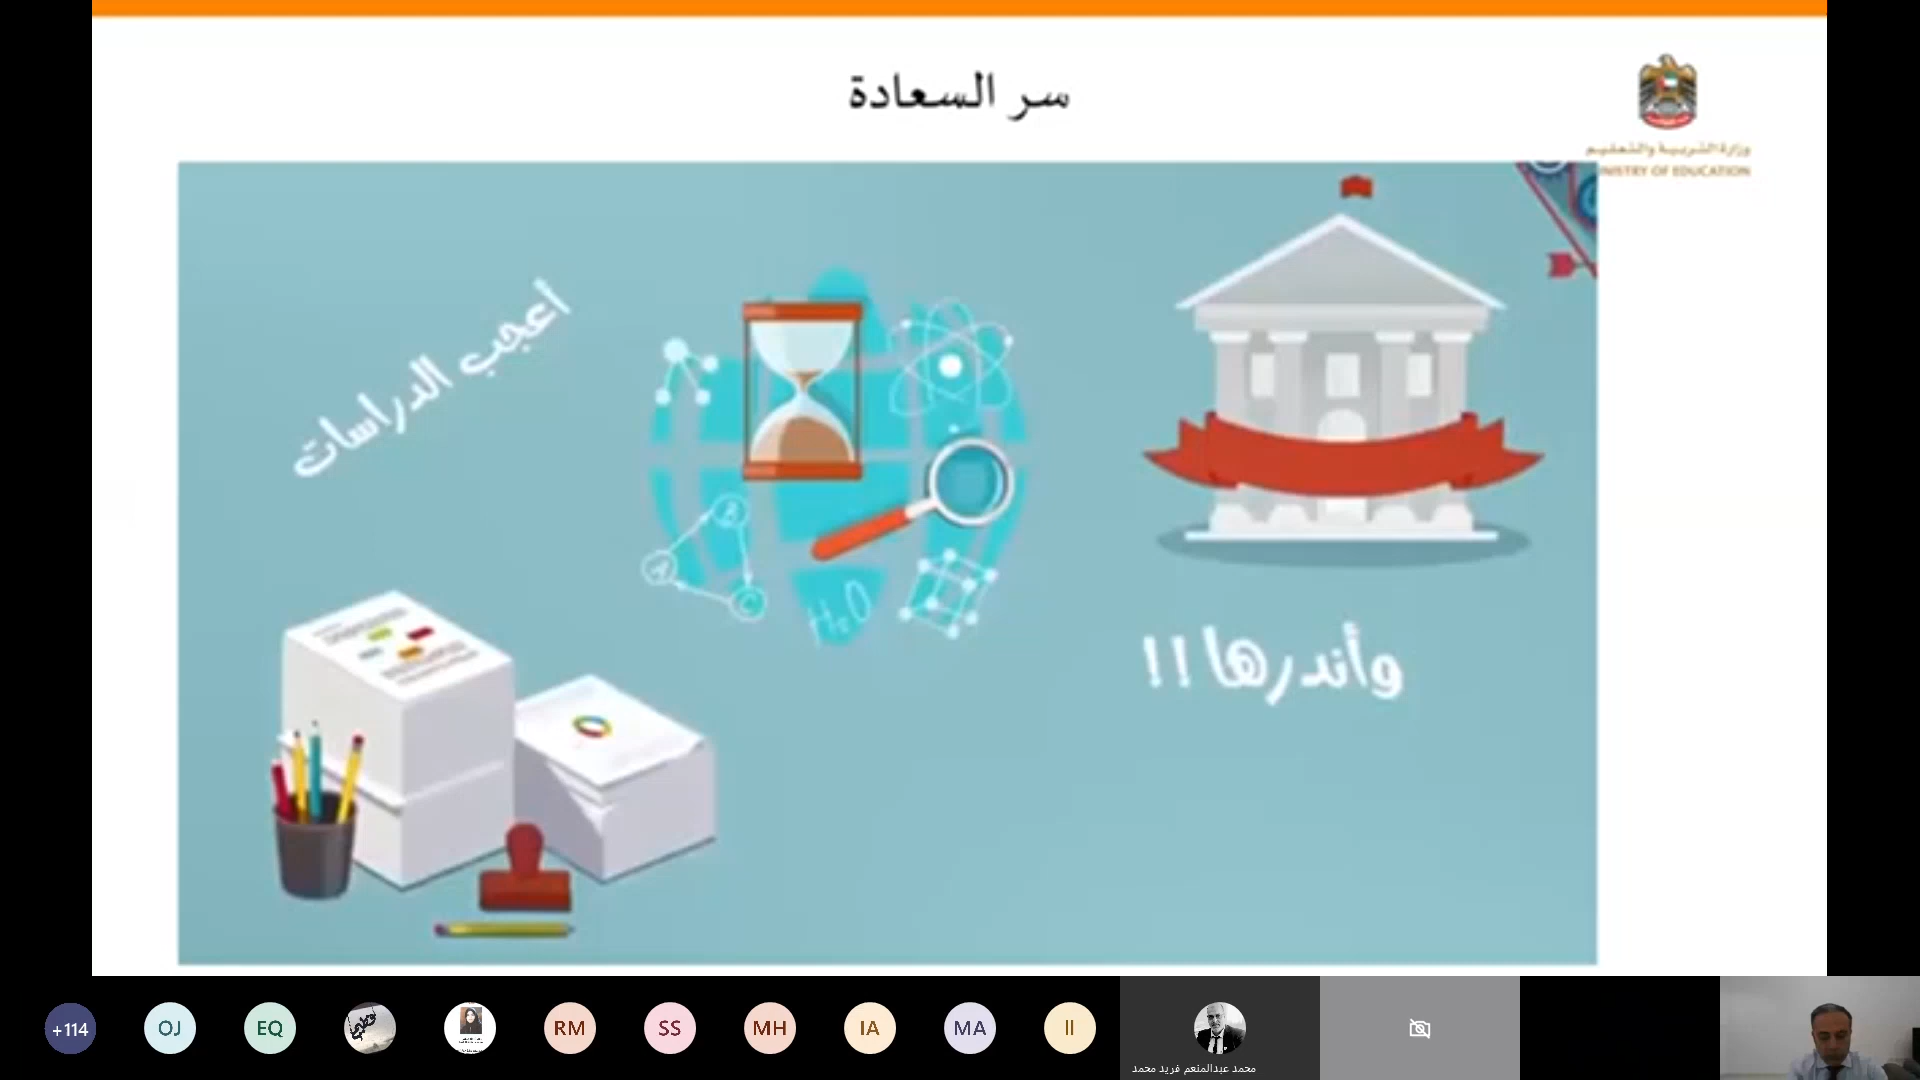 سر السعادة
وزارة التربية والتعليم
MINISTRY OF EDUCATION
أعجب الدراسات
وأندرها !!
B
A
C
H₂O
+114
OJ
EQ
RM
SS
MH
IA
MA
II
محمد عبدالمنعم فريد محمد